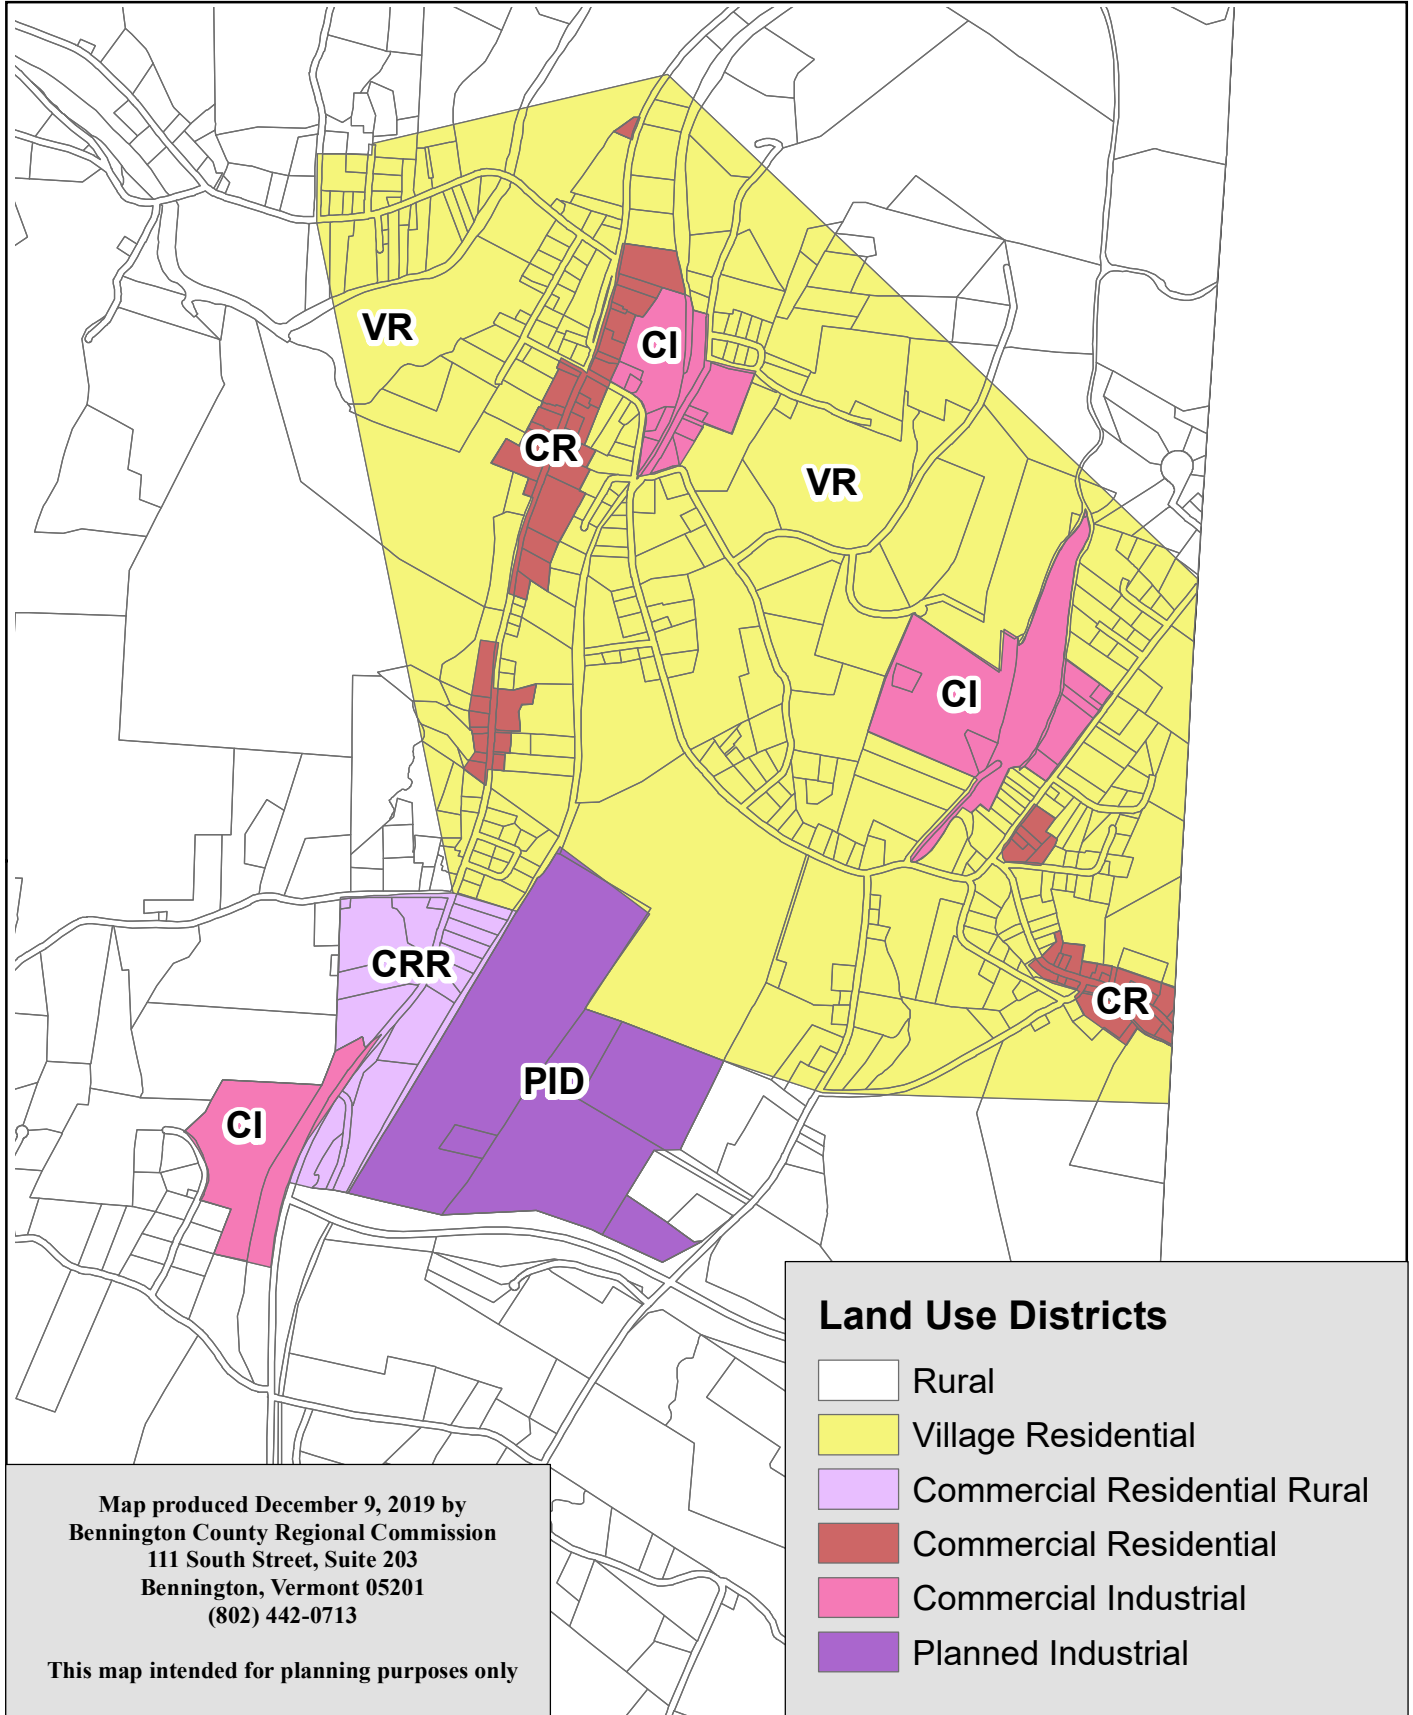 VR
CI
CR
VR
CI
CRR
CR
PID
CI
Land Use Districts
Rural
Village Residential
Commercial Residential Rural
Commercial Residential
Commercial Industrial
Planned Industrial
Map produced December 9, 2019 by
Bennington County Regional Commission
111 South Street, Suite 203
Bennington, Vermont 05201
(802) 442-0713
This map intended for planning purposes only